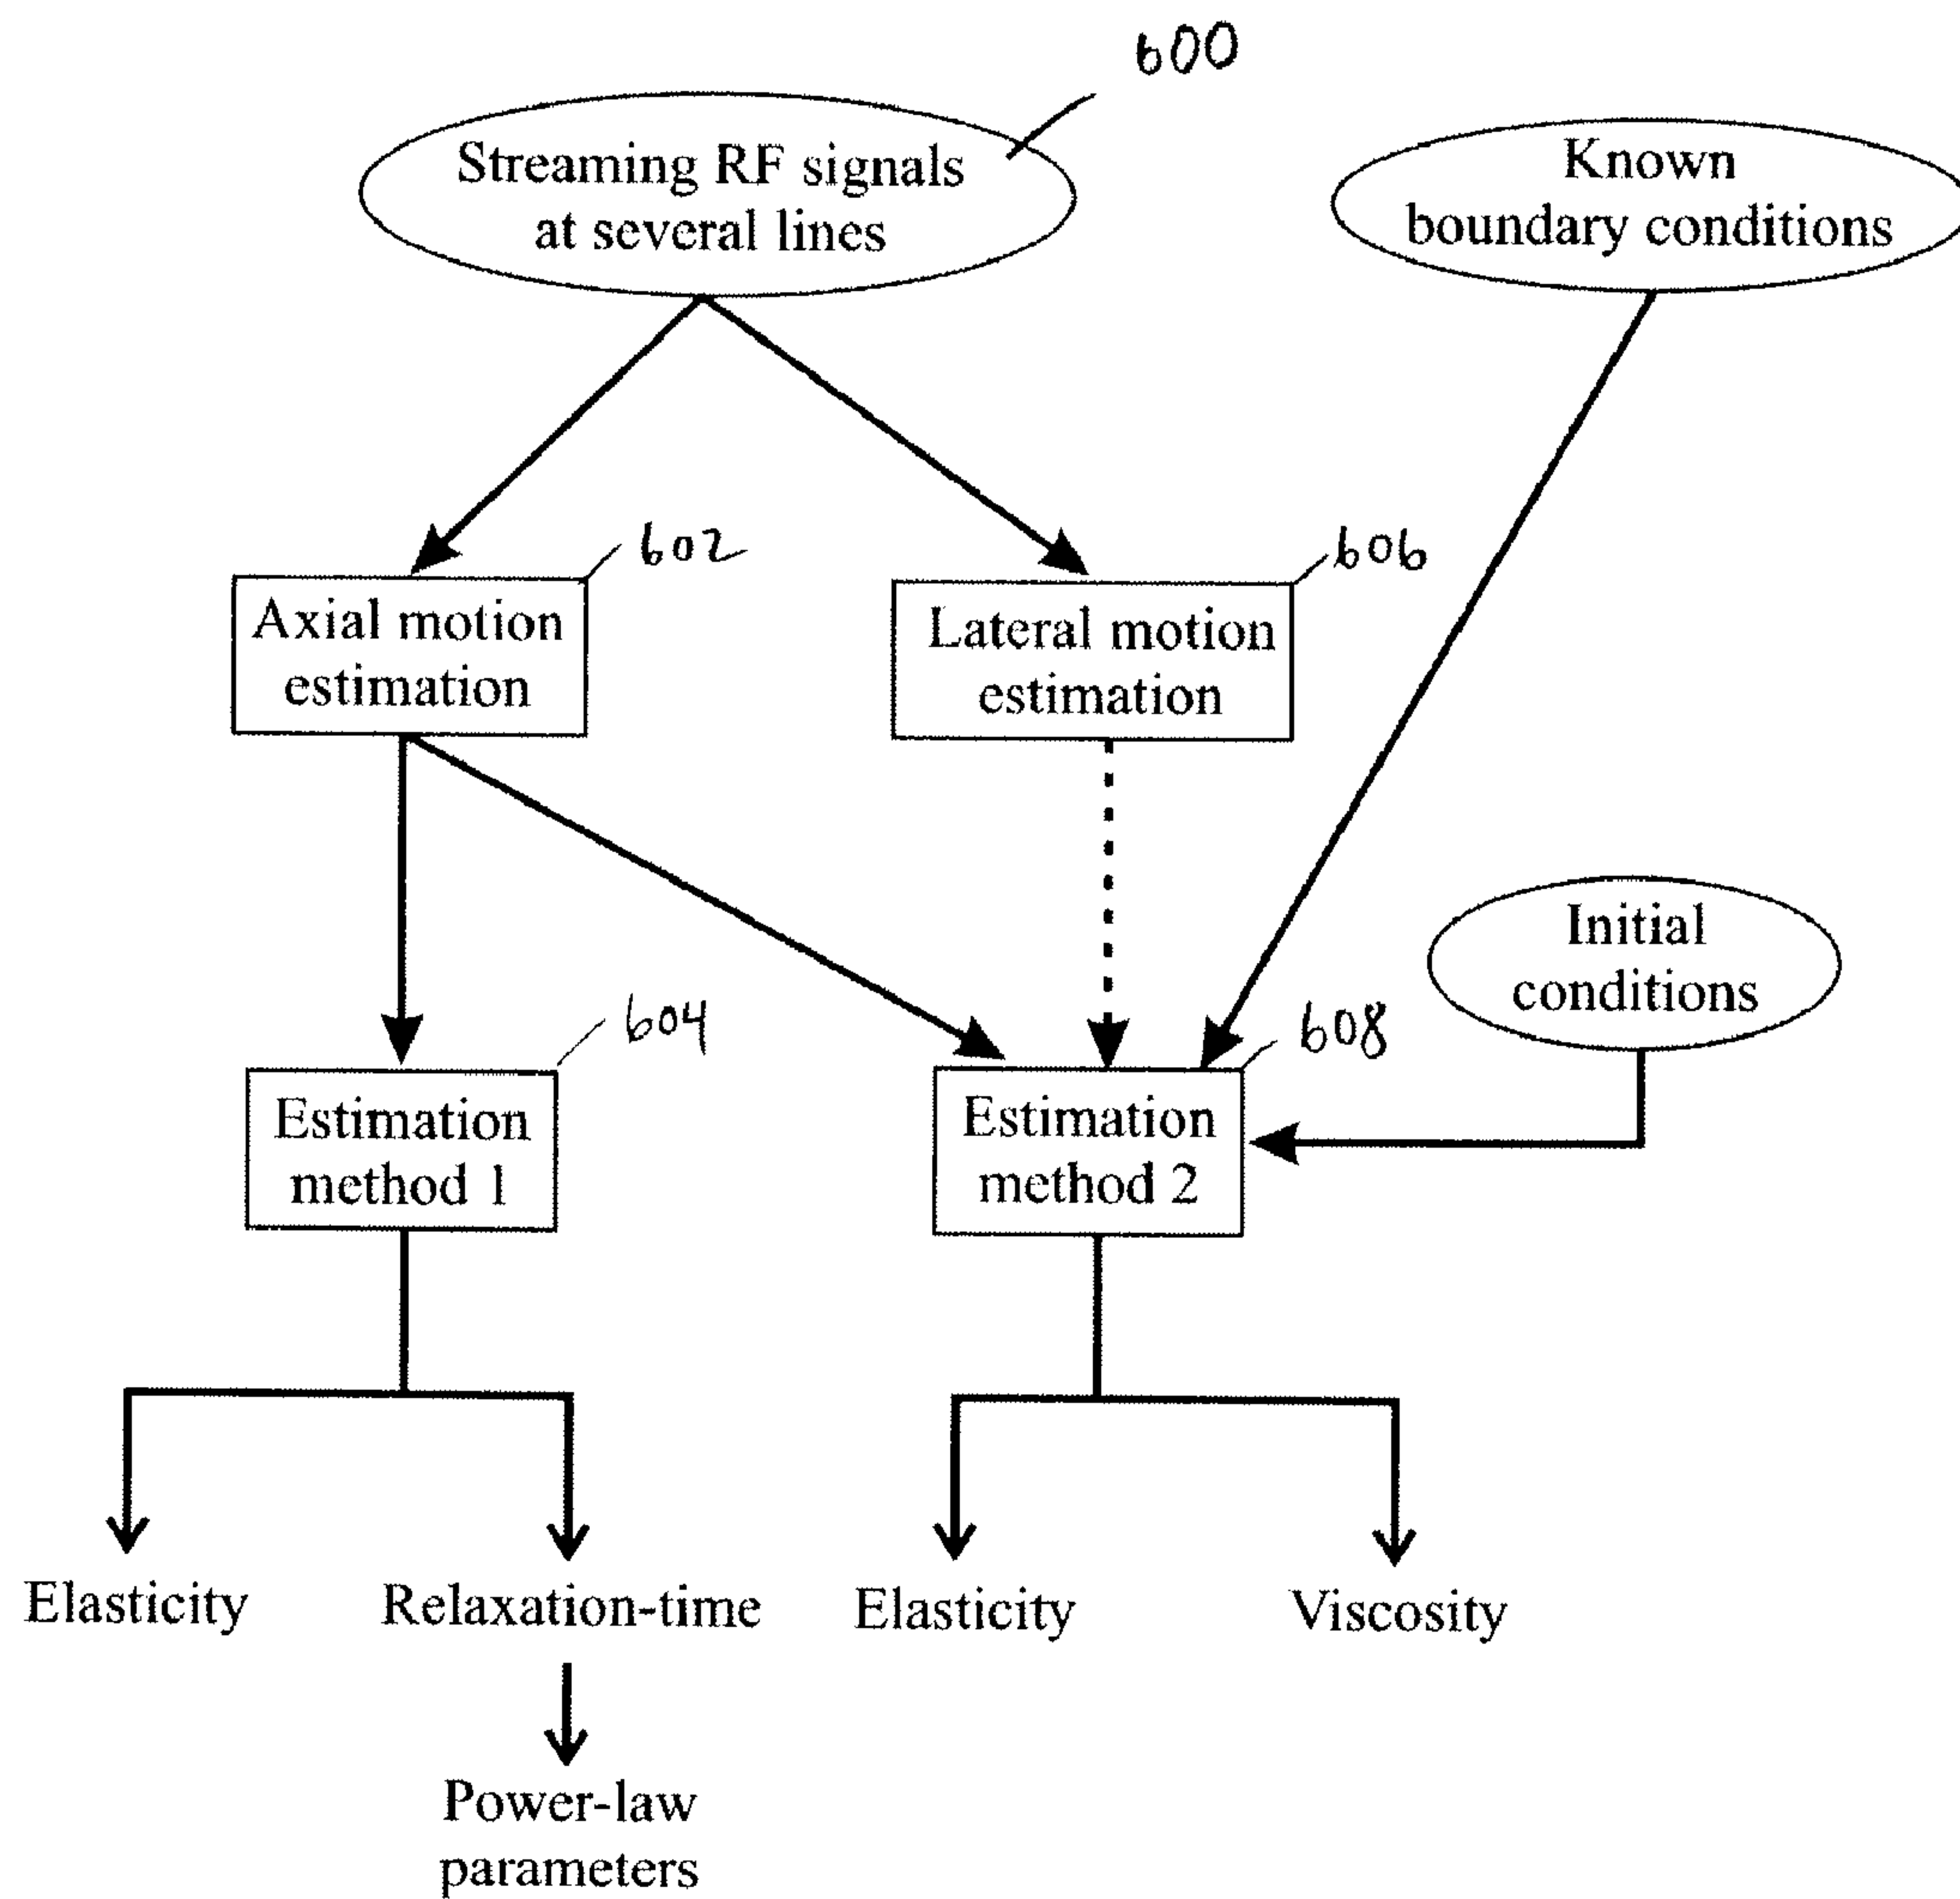 600
Streaming RF signals
at several lines
Known
boundary conditions
602
606
Axial motion
estimation
Lateral motion
estimation
Initial
conditions
604
608
Estimation
method 1
Estimation
method 2
Elasticity
Relaxation-time
Elasticity
Viscosity
Power-law
parameters